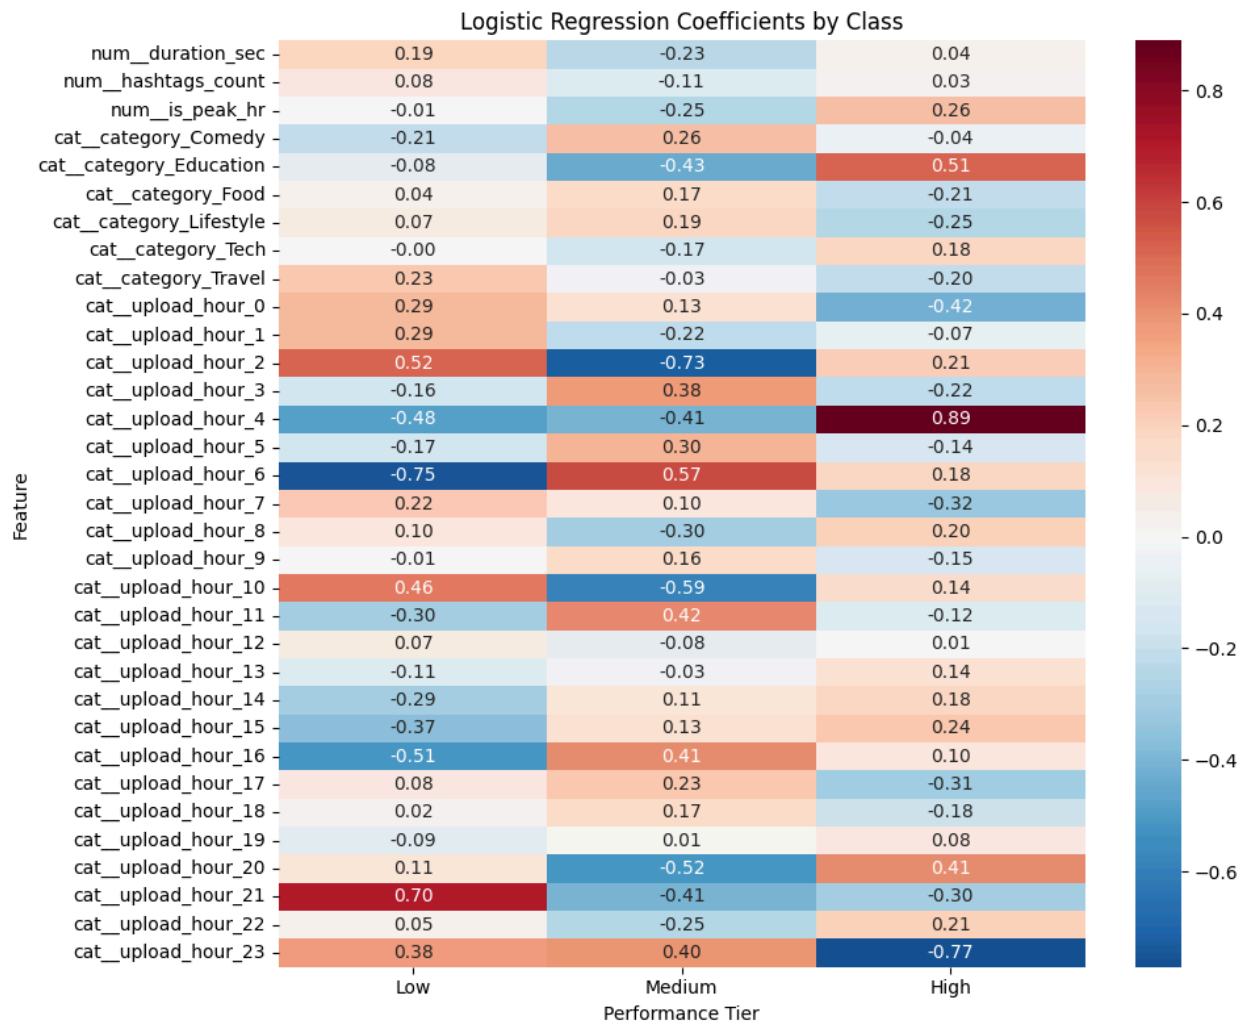 Logistic Regression Coefficients by Class
num__duration_sec 0.19 -0.23 0.04
num__hashtags_count 0.08 -0.11 0.03
num__is_peak_hr -0.01 -0.25 0.26
cat__category_Comedy -0.21 0.26 -0.04
cat__category_Education -0.08 -0.43 0.51
cat__category_Food 0.04 0.17 -0.21
cat__category_Lifestyle 0.07 0.19 -0.25
cat__category_Tech -0.00 -0.17 0.18
cat__category_Travel 0.23 -0.03 -0.20
cat__upload_hour_0 0.29 0.13 -0.42
cat__upload_hour_1 0.29 -0.22 -0.07
cat__upload_hour_2 0.52 -0.73 0.21
cat__upload_hour_3 -0.16 0.38 -0.22
cat__upload_hour_4 -0.48 -0.41 0.89
cat__upload_hour_5 -0.17 0.30 -0.14
cat__upload_hour_6 -0.75 0.57 0.18
cat__upload_hour_7 0.22 0.10 -0.32
cat__upload_hour_8 0.10 -0.30 0.20
cat__upload_hour_9 -0.01 0.16 -0.15
cat__upload_hour_10 0.46 -0.59 0.14
cat__upload_hour_11 -0.30 0.42 -0.12
cat__upload_hour_12 0.07 -0.08 0.01
cat__upload_hour_13 -0.11 -0.03 0.14
cat__upload_hour_14 -0.29 0.11 0.18
cat__upload_hour_15 -0.37 0.13 0.24
cat__upload_hour_16 -0.51 0.41 0.10
cat__upload_hour_17 0.08 0.23 -0.31
cat__upload_hour_18 0.02 0.17 -0.18
cat__upload_hour_19 -0.09 0.01 0.08
cat__upload_hour_20 0.11 -0.52 0.41
cat__upload_hour_21 0.70 -0.41 -0.30
cat__upload_hour_22 0.05 -0.25 0.21
cat__upload_hour_23 0.38 0.40 -0.77
Low Medium High
Performance Tier
Feature
0.8
0.6
0.4
0.2
0.0
−0.2
−0.4
−0.6